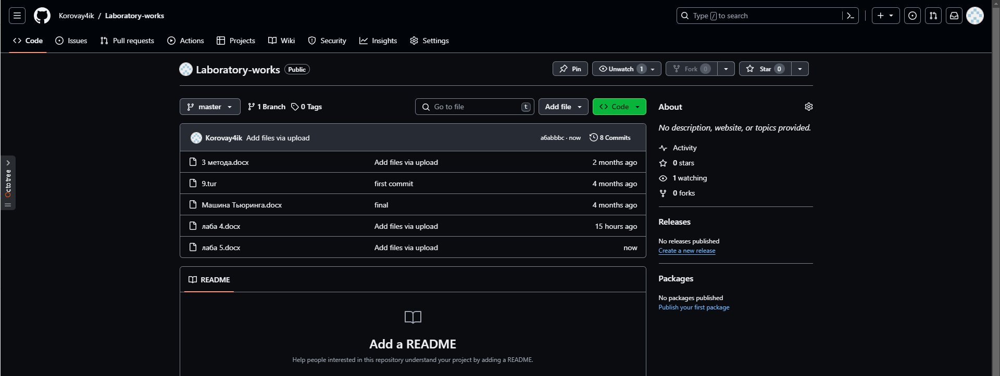 Korovay4ik / Laboratory-works
Type / to search
Code Issues Pull requests Actions Projects Wiki Security Insights Settings
Laboratory-works Public
Pin Unwatch 1 Fork 0 Star 0
master 1 Branch 0 Tags Go to file t Add file Code
Korovay4ik Add files via upload a6abbbc · now 8 Commits
3 метода.docx Add files via upload 2 months ago
9.tur first commit 4 months ago
Машина Тьюринга.docx final 4 months ago
лаба 4.docx Add files via upload 15 hours ago
лаба 5.docx Add files via upload now
README
Add a README
Help people interested in this repository understand your project by adding a README.
About
No description, website, or topics provided.
Activity
0 stars
1 watching
0 forks
Releases
No releases published
Create a new release
Packages
No packages published
Publish your first package
Octotree